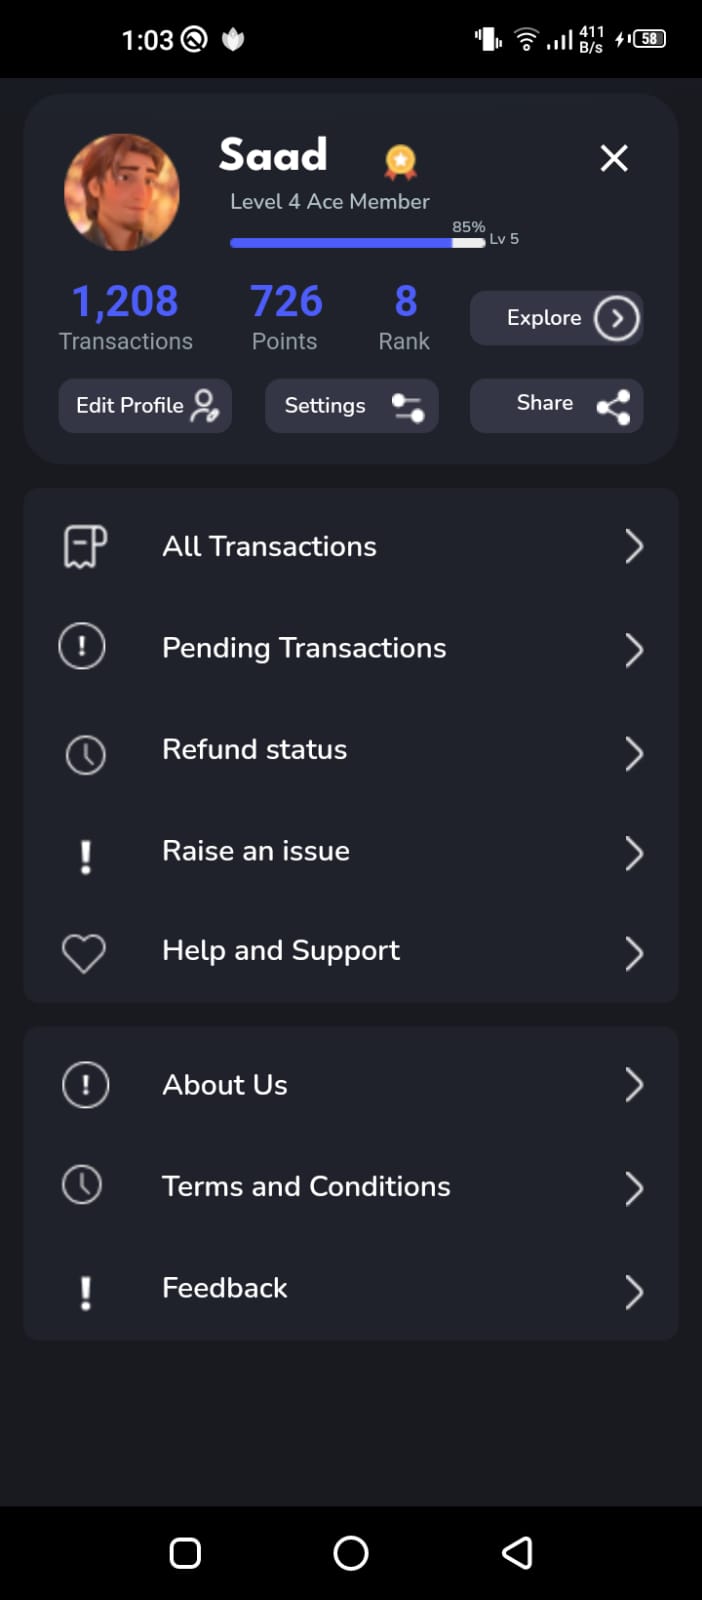 1:03
411
B/s
58
Saad
Level 4 Ace Member
85%
Lv 5
1,208
Transactions
726
Points
8
Rank
Explore
Edit Profile
Settings
Share
All Transactions
Pending Transactions
Refund status
Raise an issue
Help and Support
About Us
Terms and Conditions
Feedback